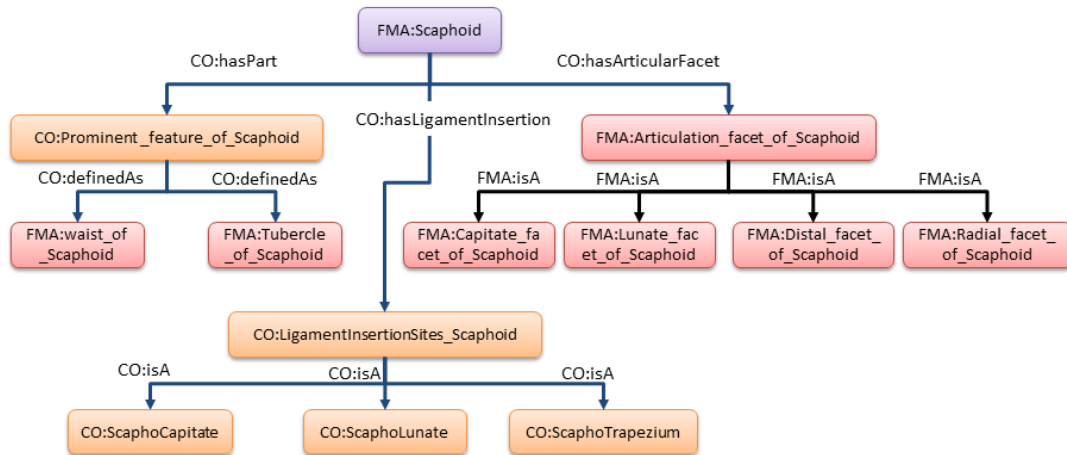 FMA:Scaphoid
CO:hasPart
CO:hasArticularFacet
CO:hasLigamentInsertion
CO:Prominent_feature_of_Scaphoid
FMA:Articulation_facet_of_Scaphoid
CO:definedAs
CO:definedAs
FMA:isA
FMA:isA
FMA:isA
FMA:isA
FMA:waist_of
_Scaphoid
FMA:Tubercle
_of_Scaphoid
FMA:Capitate_fa
cet_of_Scaphoid
FMA:Lunate_fac
et_of_Scaphoid
FMA:Distal_facet_
of_Scaphoid
FMA:Radial_facet_
of_Scaphoid
CO:LigamentInsertionSites_Scaphoid
CO:isA
CO:isA
CO:isA
CO:ScaphoCapitate
CO:ScaphoLunate
CO:ScaphoTrapezium